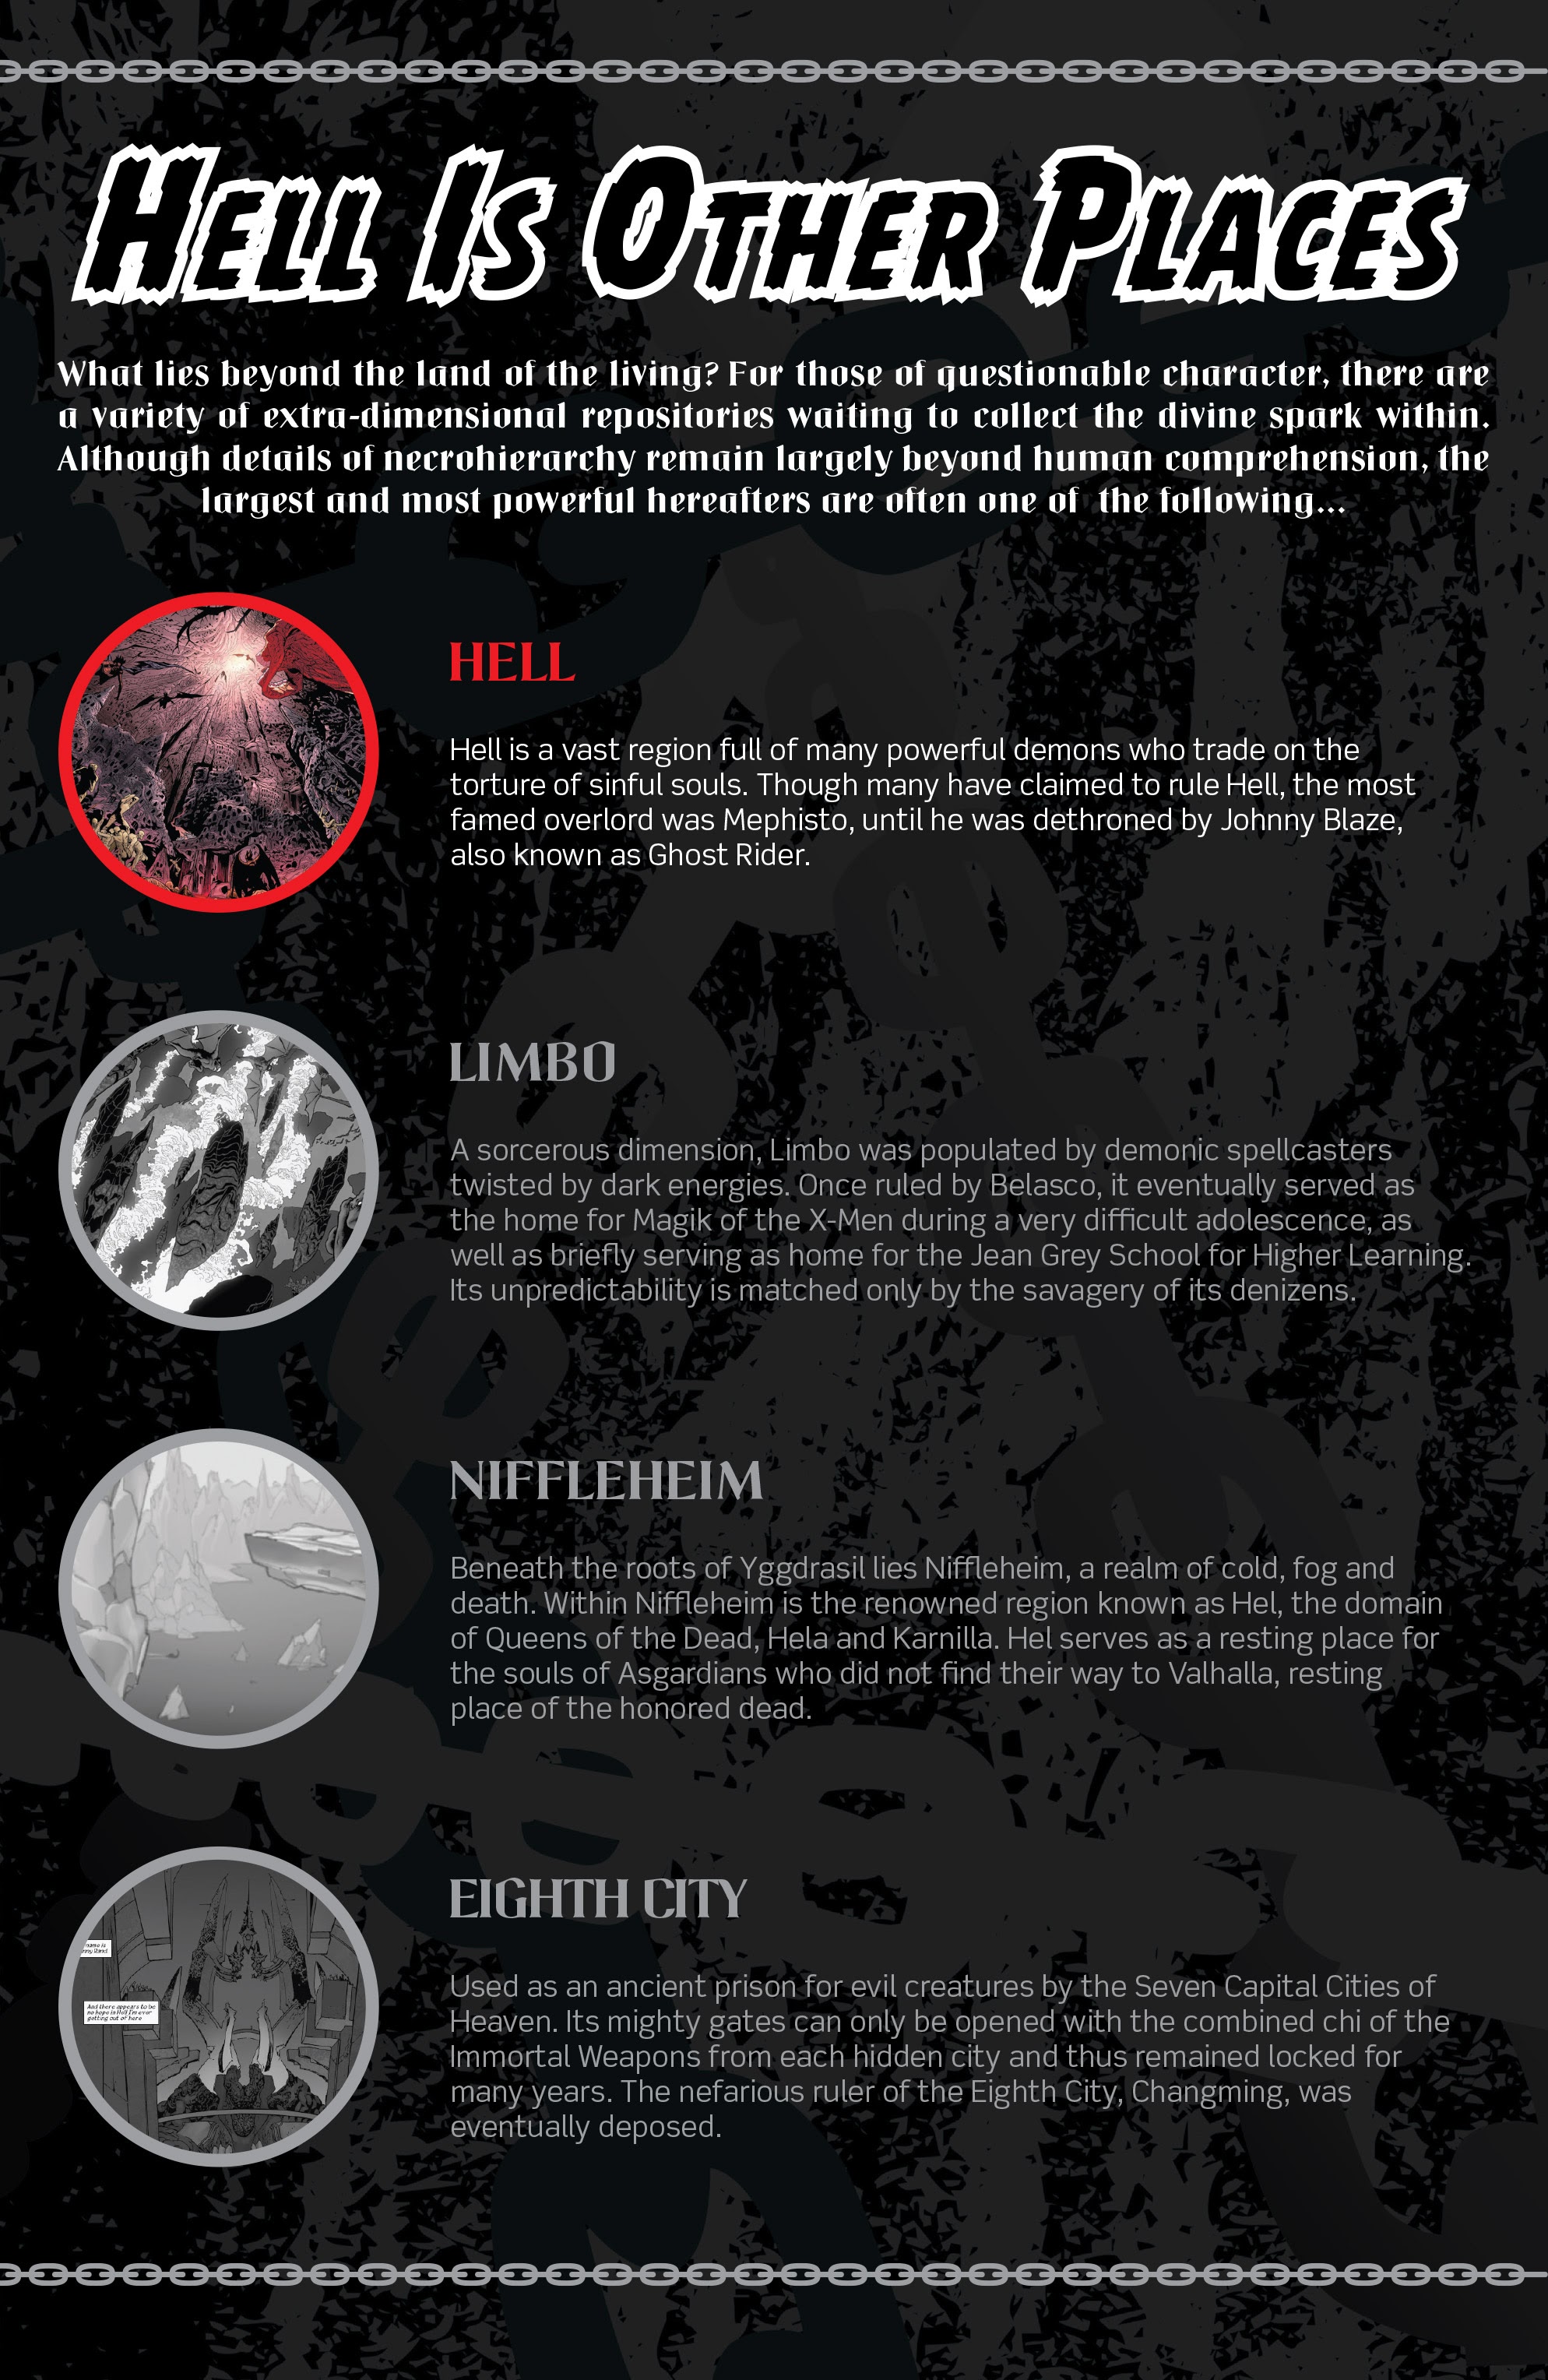 HELL IS OTHER PLACES
What lies beyond the land of the living? For those of questionable character, there are
a variety of extra-dimensional repositories waiting to collect the divine spark within.
Although details of necrohierarchy remain largely beyond human comprehension, the
largest and most powerful hereafters are often one of the following...
HELL
Hell is a vast region full of many powerful demons who trade on the
torture of sinful souls. Though many have claimed to rule Hell, the most
famed overlord was Mephisto, until he was dethroned by Johnny Blaze,
also known as Ghost Rider.
LIMBO
A sorcerous dimension, Limbo was populated by demonic spellcasters
twisted by dark energies. Once ruled by Belasco, it eventually served as
the home for Magik of the X-Men during a very difficult adolescence, as
well as briefly serving as home for the Jean Grey School for Higher Learning.
Its unpredictability is matched only by the savagery of its denizens.
NIFFLEHEIM
Beneath the roots of Yggdrasil lies Niffleheim, a realm of cold, fog and
death. Within Niffleheim is the renowned region known as Hel, the domain
of Queens of the Dead, Hela and Karnilla. Hel serves as a resting place for
the souls of Asgardians who did not find their way to Valhalla, resting
place of the honored dead.
EIGHTH CITY
name is
And there appears to be
no hope in Hell I'm ever
getting out of here
Used as an ancient prison for evil creatures by the Seven Capital Cities of
Heaven. Its mighty gates can only be opened with the combined chi of the
Immortal Weapons from each hidden city and thus remained locked for
many years. The nefarious ruler of the Eighth City, Changming, was
eventually deposed.